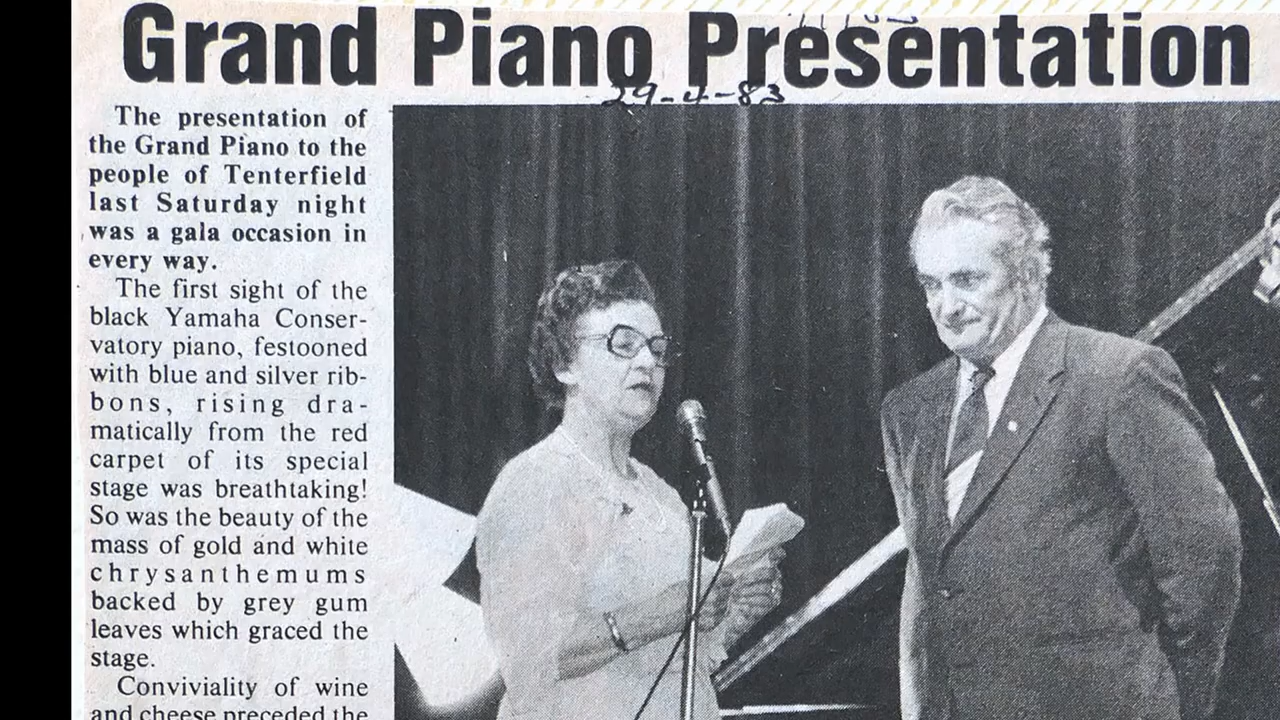 Grand Piano Presentation
29-4-83
The presentation of
the Grand Piano to the
people of Tenterfield
last Saturday night
was a gala occasion in
every way.
The first sight of the
black Yamaha Conser-
vatory piano, festooned
with blue and silver rib-
bons, rising dra-
matically from the red
carpet of its special
stage was breathtaking!
So was the beauty of the
mass of gold and white
chrysanthemums
backed by grey gum
leaves which graced the
stage.
Conviviality of wine
and cheese preceded the